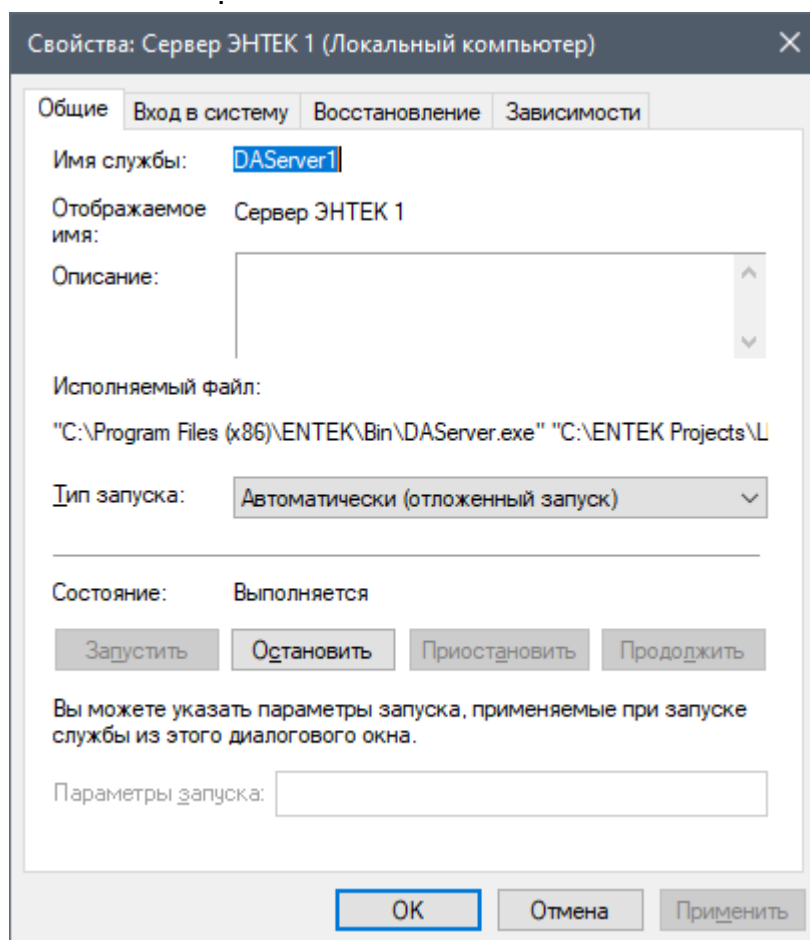 Свойства: Сервер ЭНТЕК 1 (Локальный компьютер)
Общие Вход в систему Восстановление Зависимости
Имя службы: DAServer1
Отображаемое имя: Сервер ЭНТЕК 1
Описание:
Исполняемый файл:
"C:\Program Files (x86)\ENTEK\Bin\DAServer.exe" "C:\ENTEK Projects\
Тип запуска: Автоматически (отложенный запуск)
Состояние: Выполняется
Запустить Остановить Приостановить Продолжить
Вы можете указать параметры запуска, применяемые при запуске
службы из этого диалогового окна.
Параметры запуска:
OK Отмена Применить